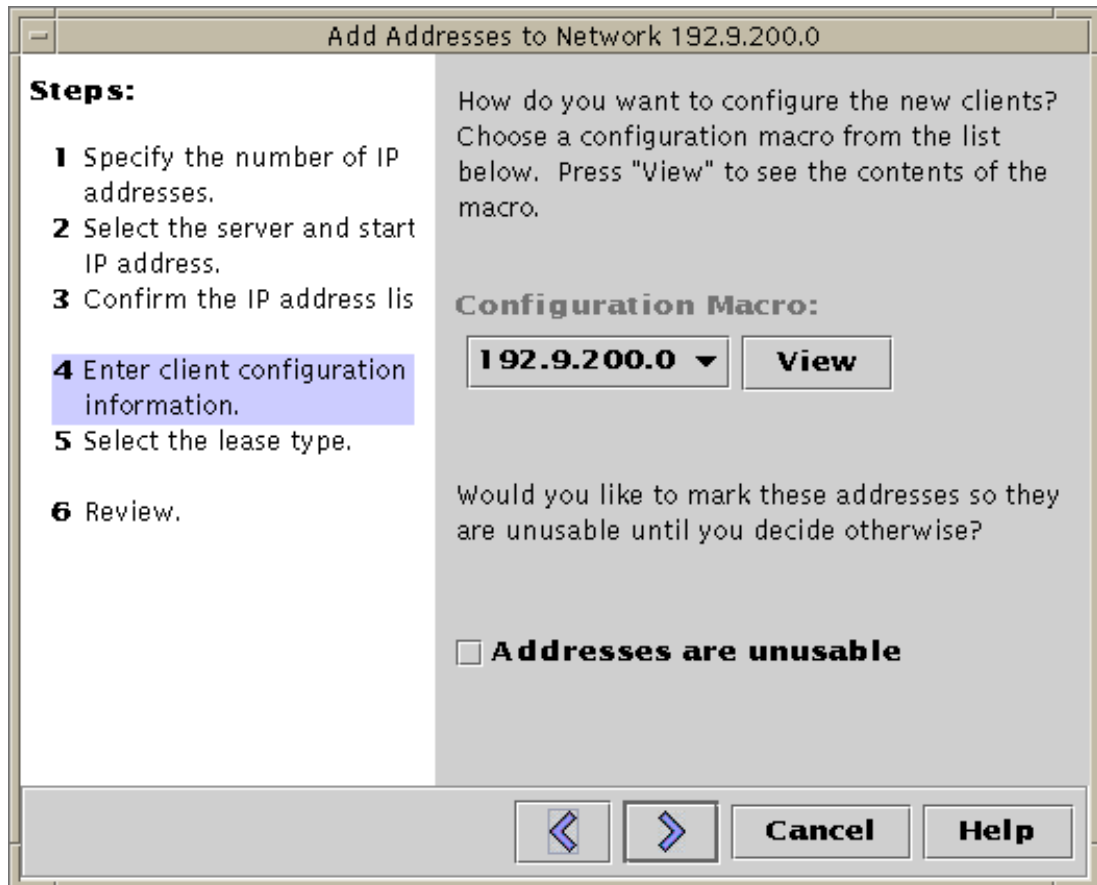 Add Addresses to Network 192.9.200.0
Steps:
1 Specify the number of IP
addresses.
2 Select the server and start
IP address.
3 Confirm the IP address lis
4 Enter client configuration
information.
5 Select the lease type.
6 Review.
How do you want to configure the new clients?
Choose a configuration macro from the list
below. Press "View" to see the contents of the
macro.
Configuration Macro:
192.9.200.0 View
Would you like to mark these addresses so they
are unusable until you decide otherwise?
Addresses are unusable
Cancel Help